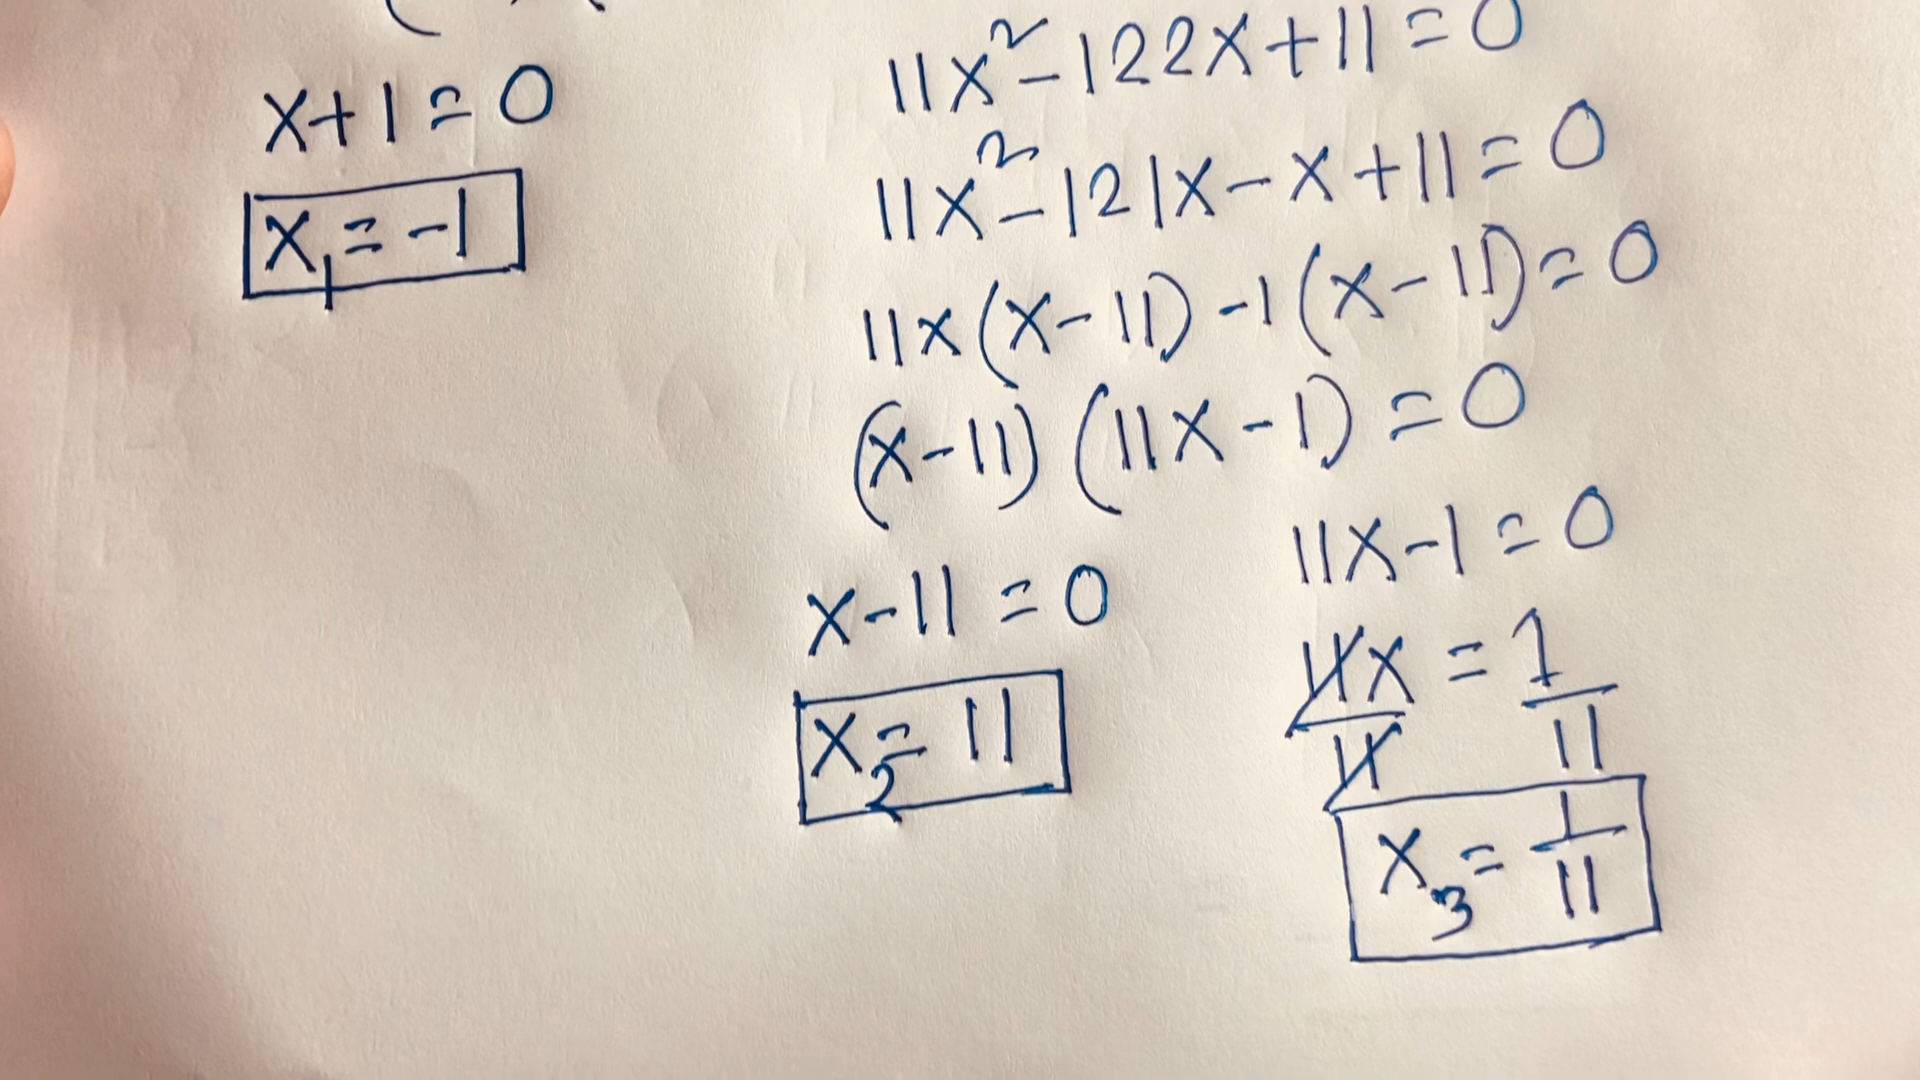 x+1=0
x₁=-1
11x²-122x+11=0
11x²-121x-x+11=0
11x(x-11)-1(x-11)=0
(x-11)(11x-1)=0
x-11=0
x₂=11
11x-1=0
11x/11=1/11
x₃=1/11